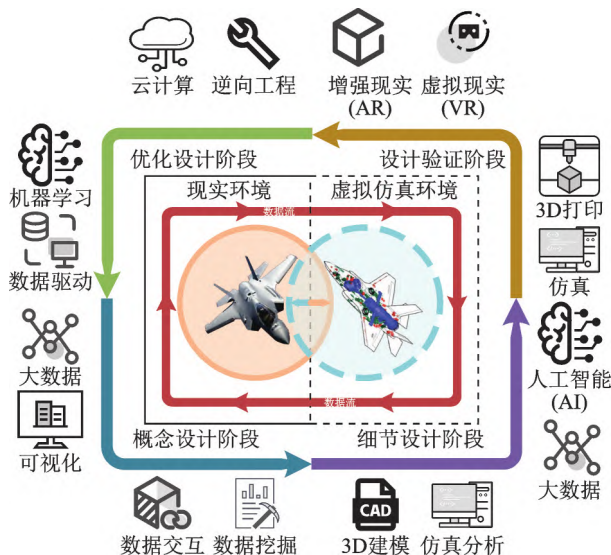 云计算
逆向工程
增强现实
(AR)
虚拟现实
(VR)
优化设计阶段
设计验证阶段
机器学习
数据驱动
大数据
可视化
现实环境
虚拟仿真环境
数据流
数据流
3D打印
仿真
人工智能
(AI)
大数据
概念设计阶段
细节设计阶段
数据交互
数据挖掘
CAD
3D建模
仿真分析